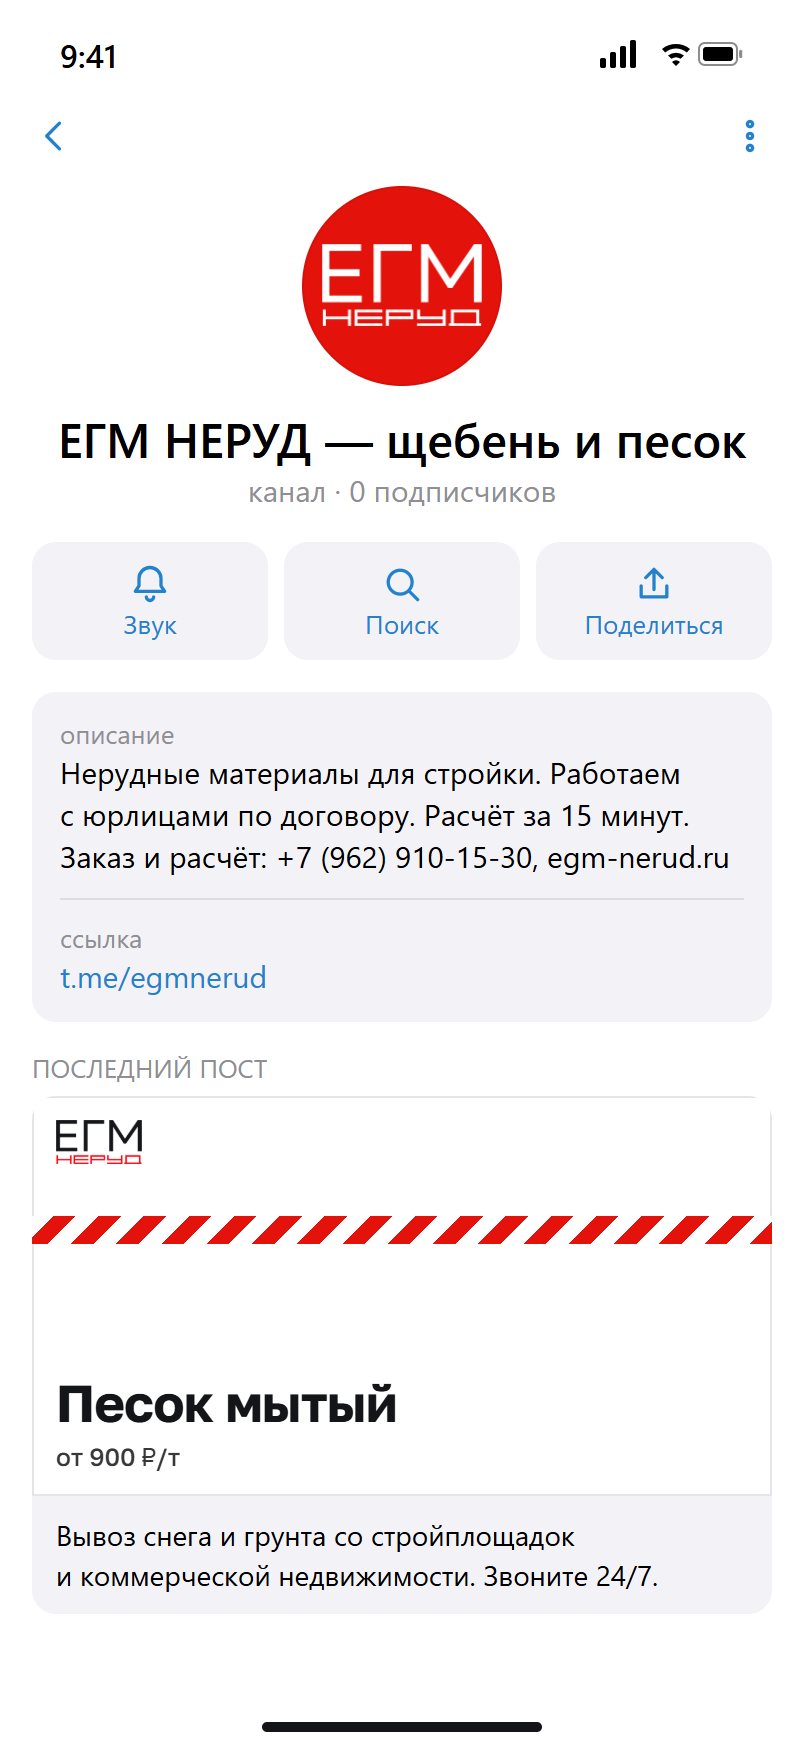 9:41
ЕГМ
НЕРУД
ЕГМ НЕРУД — щебень и песок
канал · 0 подписчиков
Звук
Поиск
Поделиться
описание
Нерудные материалы для стройки. Работаем
с юрлицами по договору. Расчёт за 15 минут.
Заказ и расчёт: +7 (962) 910-15-30, egm-nerud.ru
ссылка
t.me/egmnerud
ПОСЛЕДНИЙ ПОСТ
ЕГМ
НЕРУД
Песок мытый
от 900 ₽/т
Вывоз снега и грунта со стройплощадок
и коммерческой недвижимости. Звоните 24/7.